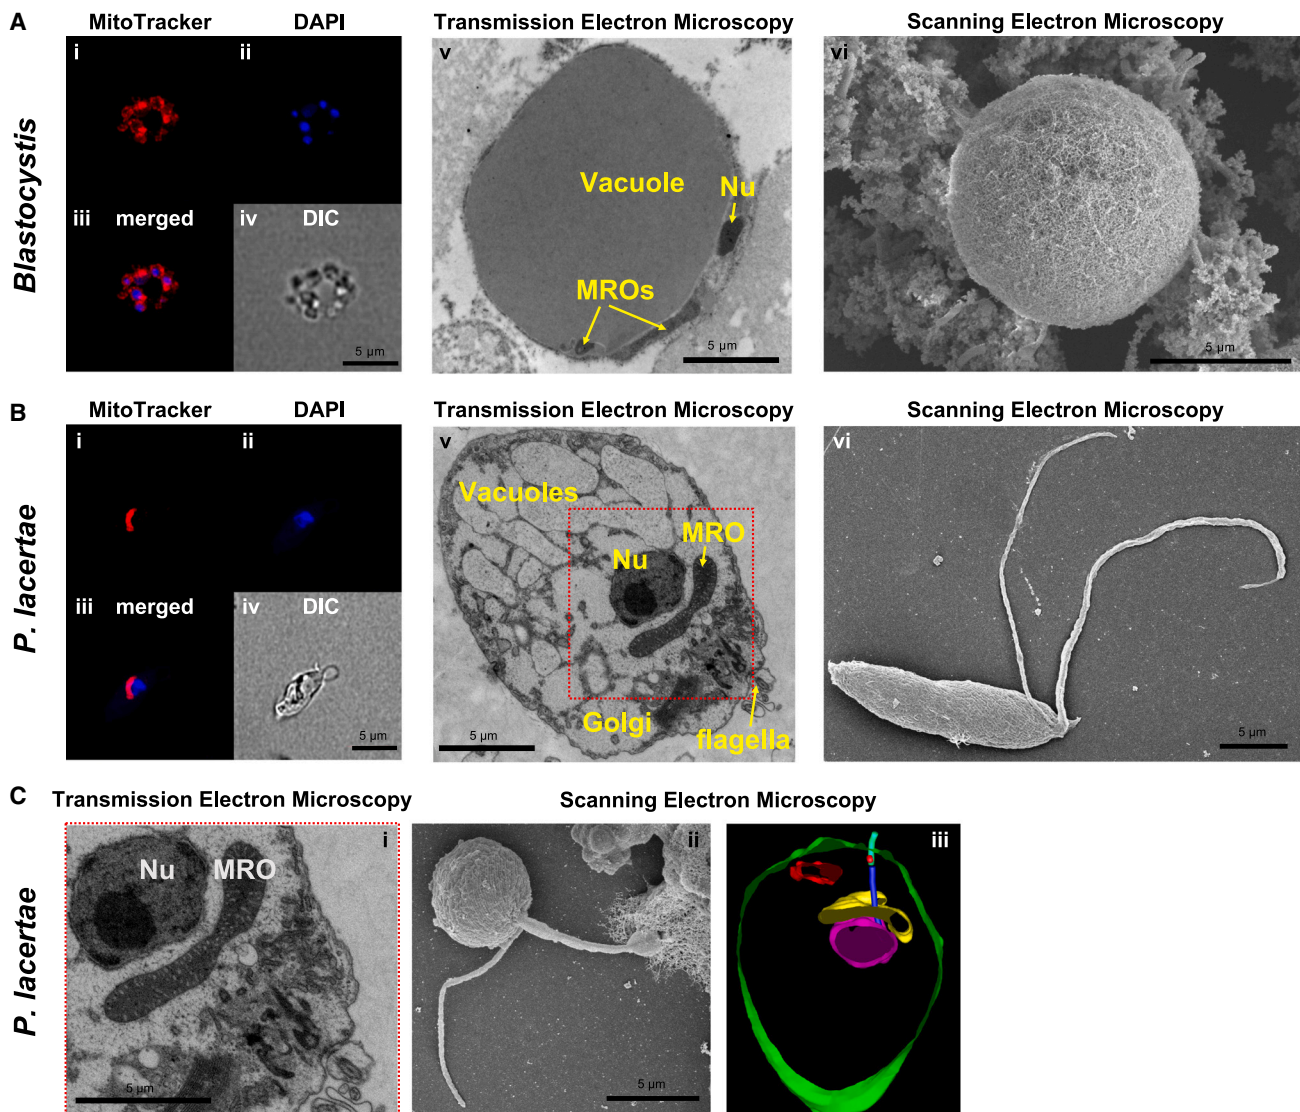 A
MitoTracker DAPI Transmission Electron Microscopy Scanning Electron Microscopy
Blastocystis
i ii
iii merged iv DIC
5 µm
v
Vacuole
Nu
MROs
5 µm
vi
5 µm
B
MitoTracker DAPI Transmission Electron Microscopy Scanning Electron Microscopy
P. lacertae
i ii
iii merged iv DIC
5 µm
v
Vacuoles
MRO
Nu
Golgi
flagella
5 µm
vi
5 µm
C
Transmission Electron Microscopy Scanning Electron Microscopy
P. lacertae
i
Nu MRO
5 µm
ii
5 µm
iii